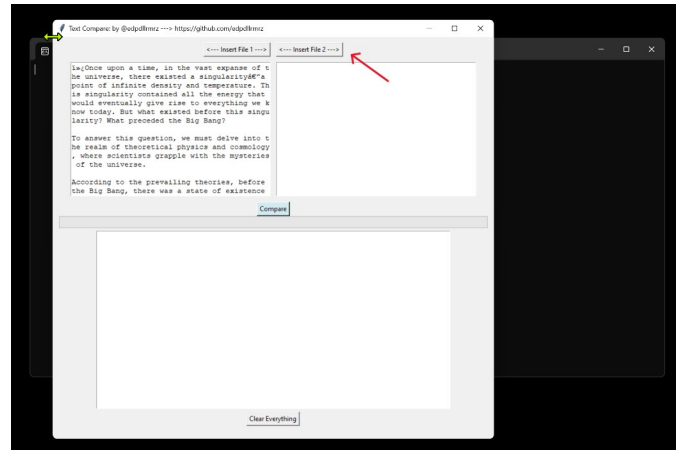 Text Compare: by @edpdllrmrz ---> https://github.com/edpdllrmrz
<--- Insert File 1 ---> <--- Insert File 2 --->
ï»¿Once upon a time, in the vast expanse of t
he universe, there existed a singularityâ€”a
point of infinite density and temperature. Th
is singularity contained all the energy that
would eventually give rise to everything we k
now today. But what existed before this singu
larity? What preceded the Big Bang?
To answer this question, we must delve into t
he realm of theoretical physics and cosmology
, where scientists grapple with the mysteries
of the universe.
According to the prevailing theories, before
the Big Bang, there was a state of existence
Compare
Clear Everything